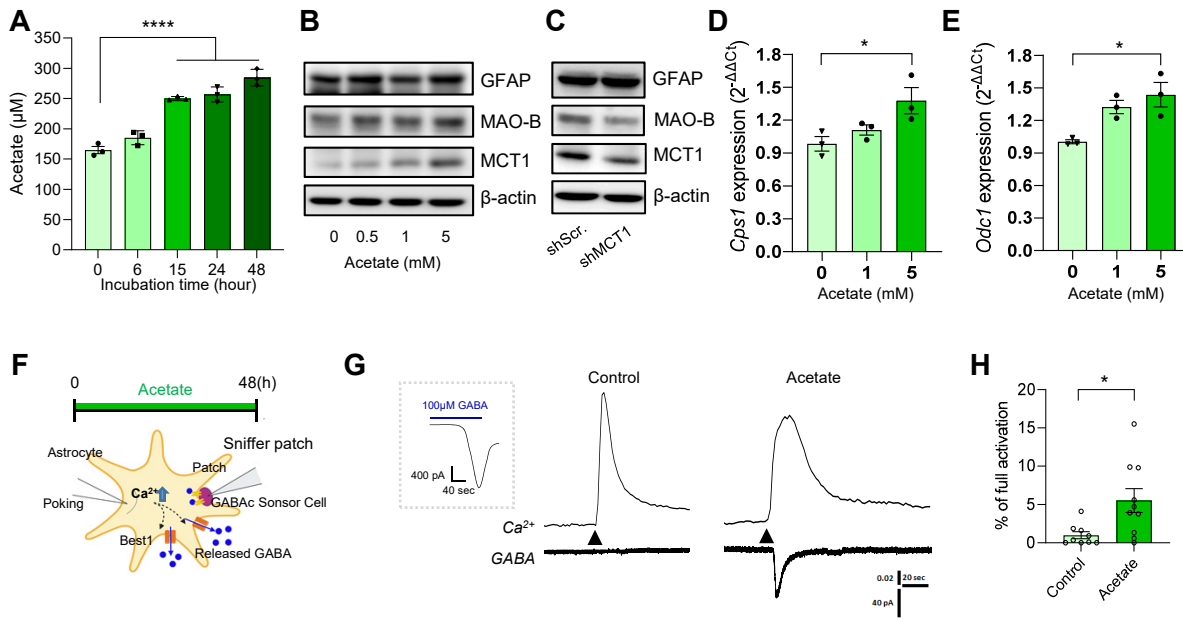 A
****
350
300
250
200
150
100
50
0
Acetate (µM)
0 6 15 24 48
Incubation time (hour)
B
GFAP
MAO-B
MCT1
β-actin
0 0.5 1 5
Acetate (mM)
C
GFAP
MAO-B
MCT1
β-actin
shScr.
shMCT1
D
*
1.8
1.5
1.2
0.9
0.6
0.3
0.0
Cps1 expression (2-ΔΔCt)
0 1 5
Acetate (mM)
E
*
1.8
1.5
1.2
0.9
0.6
0.3
0.0
Odc1 expression (2-ΔΔCt)
0 1 5
Acetate (mM)
F
0 48(h)
Acetate
Sniffer patch
Astrocyte
Patch
Ca2+
GABAc Sonsor Cell
Poking
Best1
Released GABA
G
100µM GABA
400 pA
40 sec
Control
Acetate
Ca2+
GABA
0.02
20 sec
40 pA
H
*
20
15
10
5
0
% of full activation
Control
Acetate